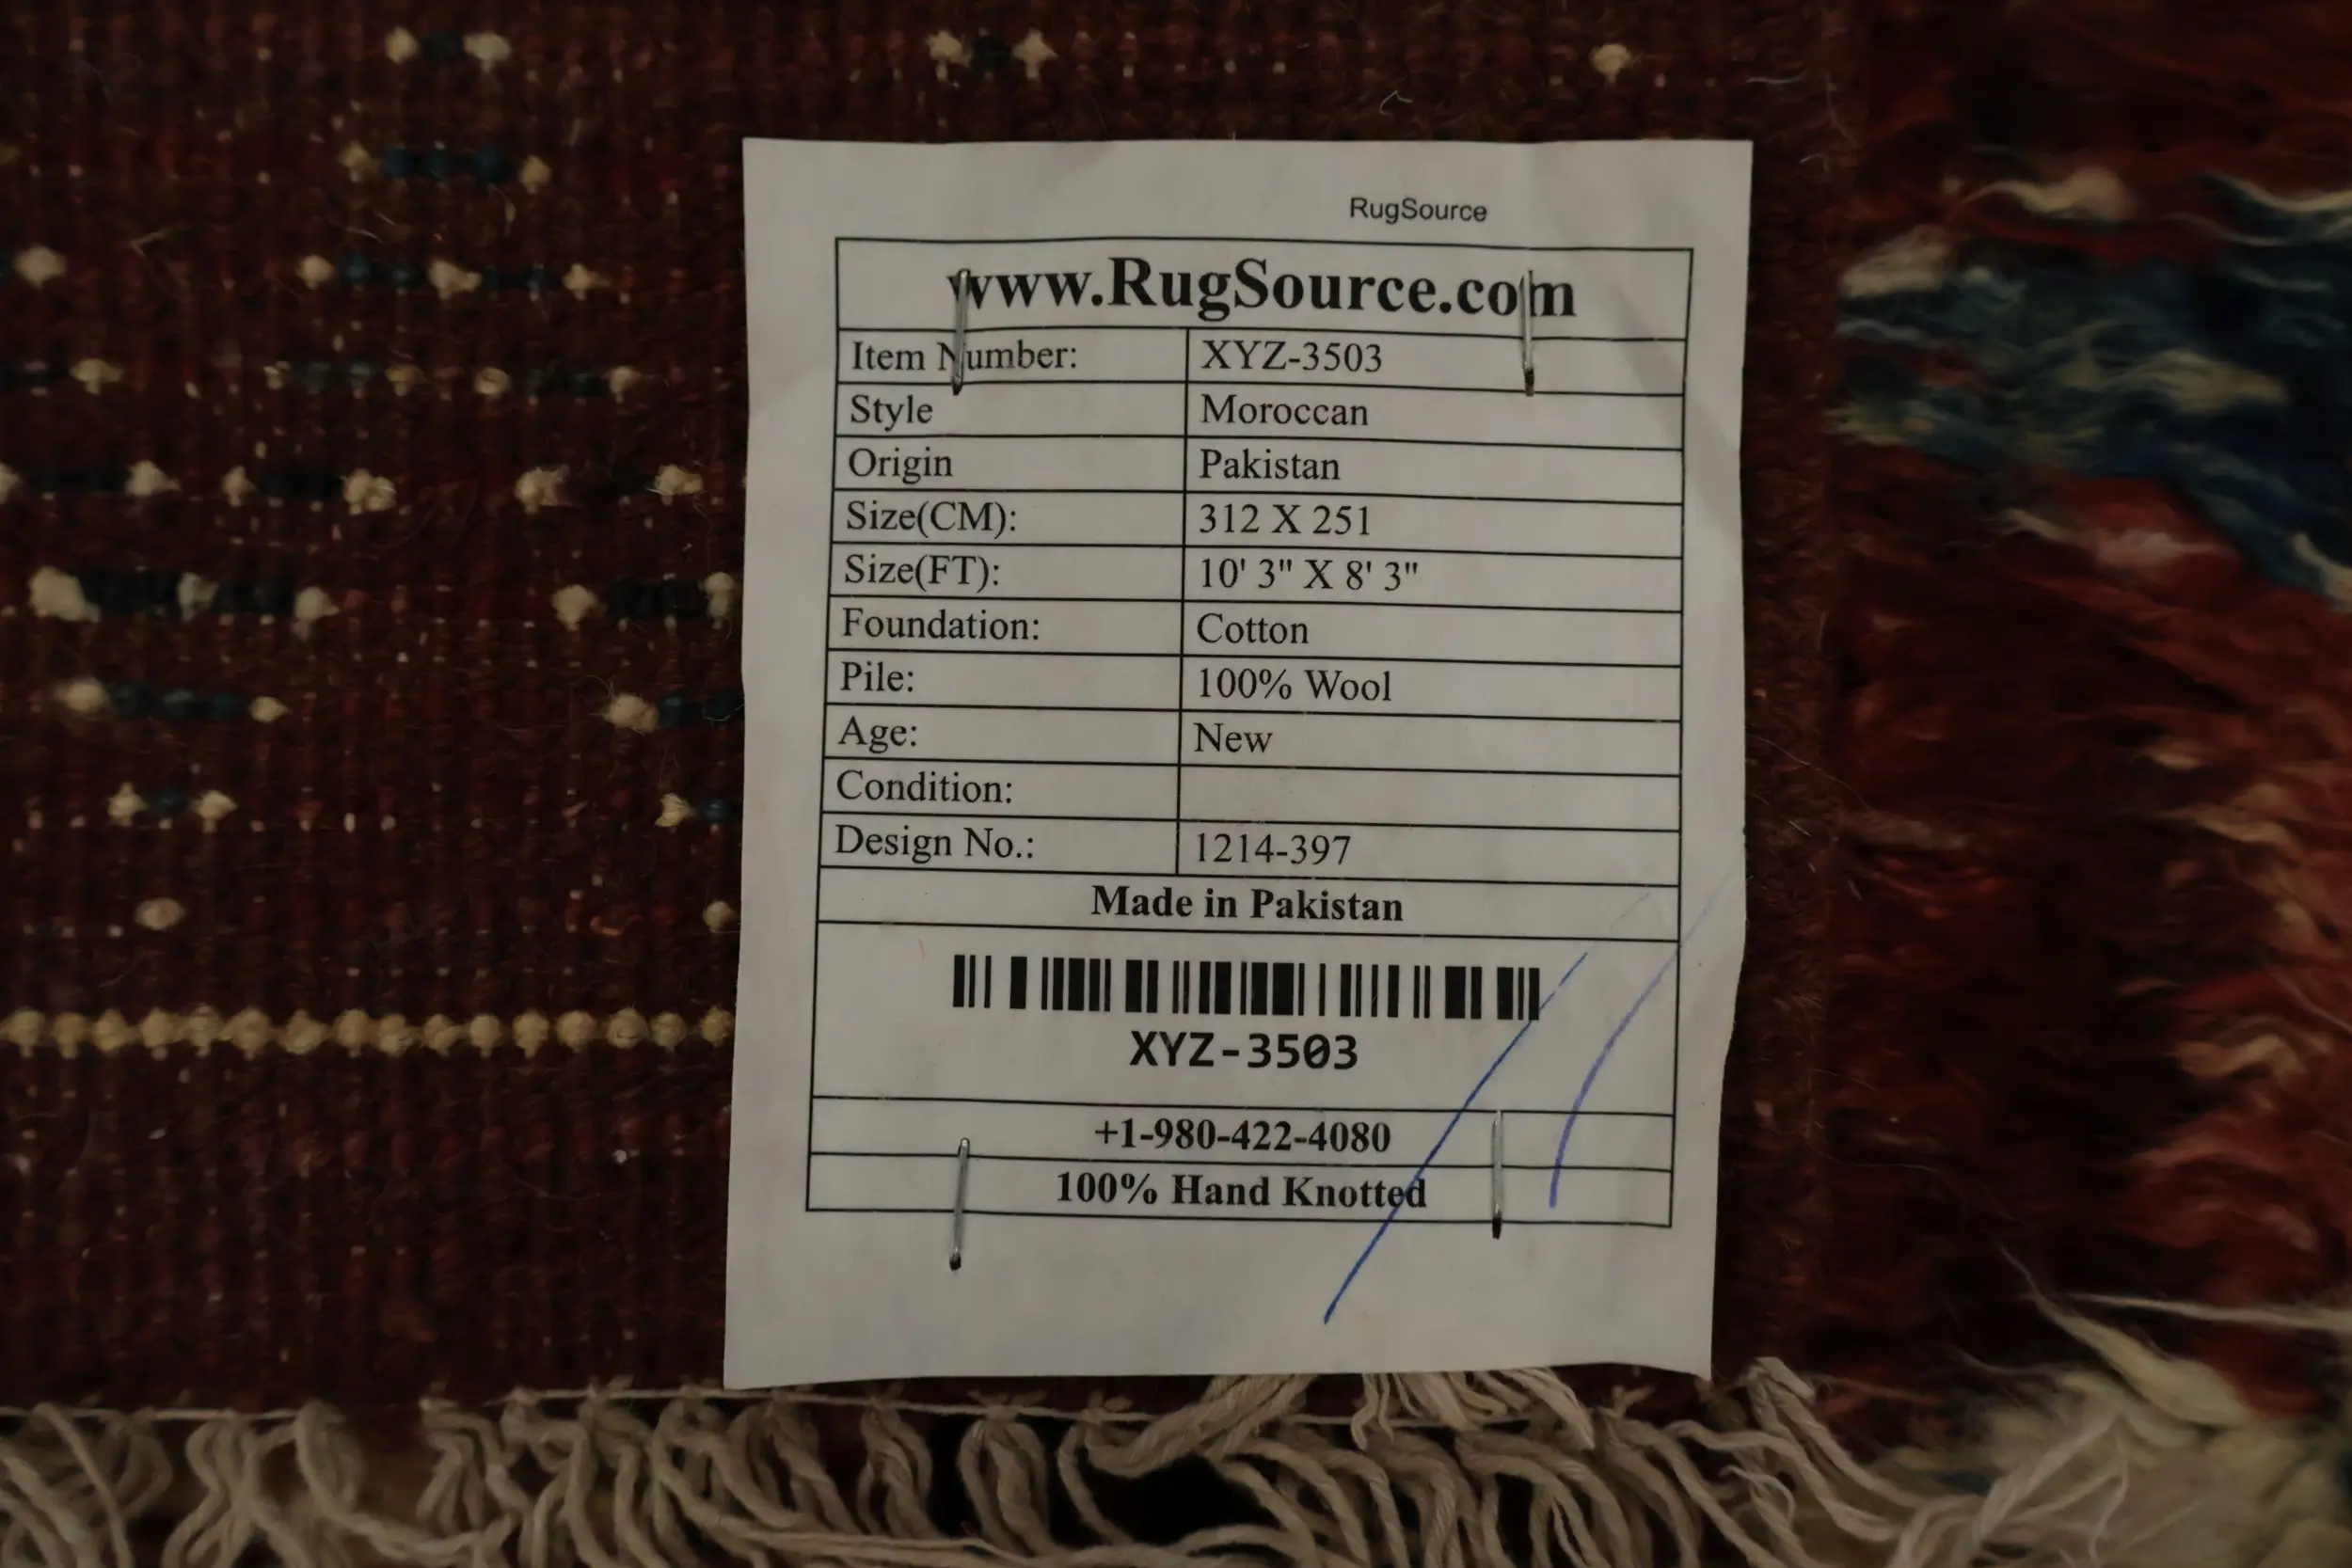 RugSource
www.RugSource.com
Item Number: XYZ-3503
Style Moroccan
Origin Pakistan
Size(CM): 312 X 251
Size(FT): 10' 3" X 8' 3"
Foundation: Cotton
Pile: 100% Wool
Age: New
Condition:
Design No.: 1214-397
Made in Pakistan
XYZ-3503
+1-980-422-4080
100% Hand Knotted